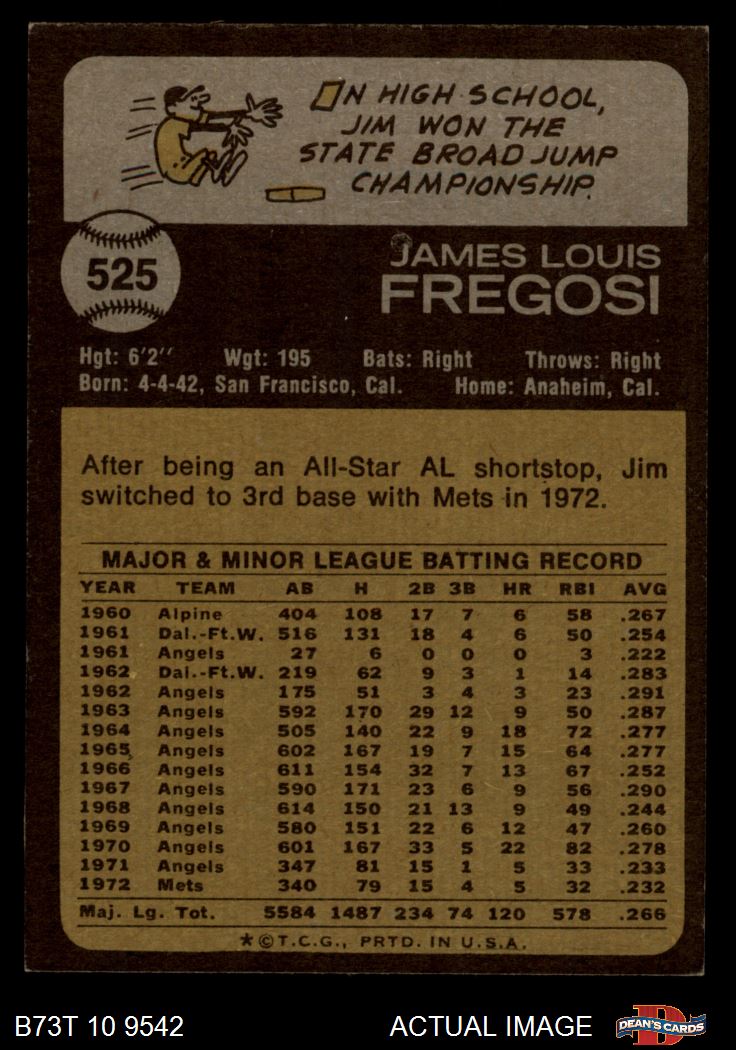 IN HIGH SCHOOL,
JIM WON THE
STATE BROAD JUMP
CHAMPIONSHIP.
525
JAMES LOUIS
FREGOSI
Hgt: 6'2" Wgt: 195 Bats: Right Throws: Right
Born: 4-4-42, San Francisco, Cal. Home: Anaheim, Cal.
After being an All-Star AL shortstop, Jim
switched to 3rd base with Mets in 1972.
MAJOR & MINOR LEAGUE BATTING RECORD
YEAR TEAM AB H 2B 3B HR RBI AVG
1960 Alpine 404 108 17 7 6 58 .267
1961 Dal.-Ft.W. 516 131 18 4 6 50 .254
1961 Angels 27 6 0 0 0 3 .222
1962 Dal.-Ft.W. 219 62 9 3 1 14 .283
1962 Angels 175 51 3 4 3 23 .291
1963 Angels 592 170 29 12 9 50 .287
1964 Angels 505 140 22 9 18 72 .277
1965 Angels 602 167 19 7 15 64 .277
1966 Angels 611 154 32 7 13 67 .252
1967 Angels 590 171 23 6 9 56 .290
1968 Angels 614 150 21 13 9 49 .244
1969 Angels 580 151 22 6 12 47 .260
1970 Angels 601 167 33 5 22 82 .278
1971 Angels 347 81 15 1 5 33 .233
1972 Mets 340 79 15 4 5 32 .232
Maj. Lg. Tot. 5584 1487 234 74 120 578 .266
*©T.C.G., PRTD. IN U.S.A.
B73T 10 9542 ACTUAL IMAGE D DEAN'S CARDS